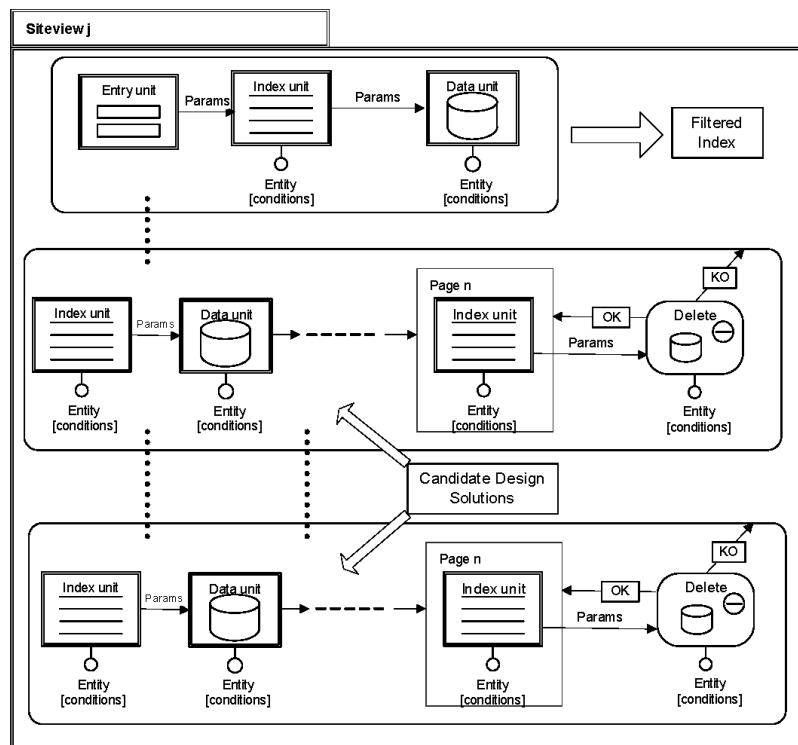 Siteview j
Entry unit
Params
Index unit
Params
Data unit
Entity
[conditions]
Entity
[conditions]
Filtered
Index
Index unit
Params
Data unit
Page n
Index unit
OK
KO
Delete
Params
Entity
[conditions]
Entity
[conditions]
Entity
[conditions]
Entity
[conditions]
Candidate Design
Solutions
Index unit
Params
Data unit
Page n
Index unit
OK
KO
Delete
Params
Entity
[conditions]
Entity
[conditions]
Entity
[conditions]
Entity
[conditions]